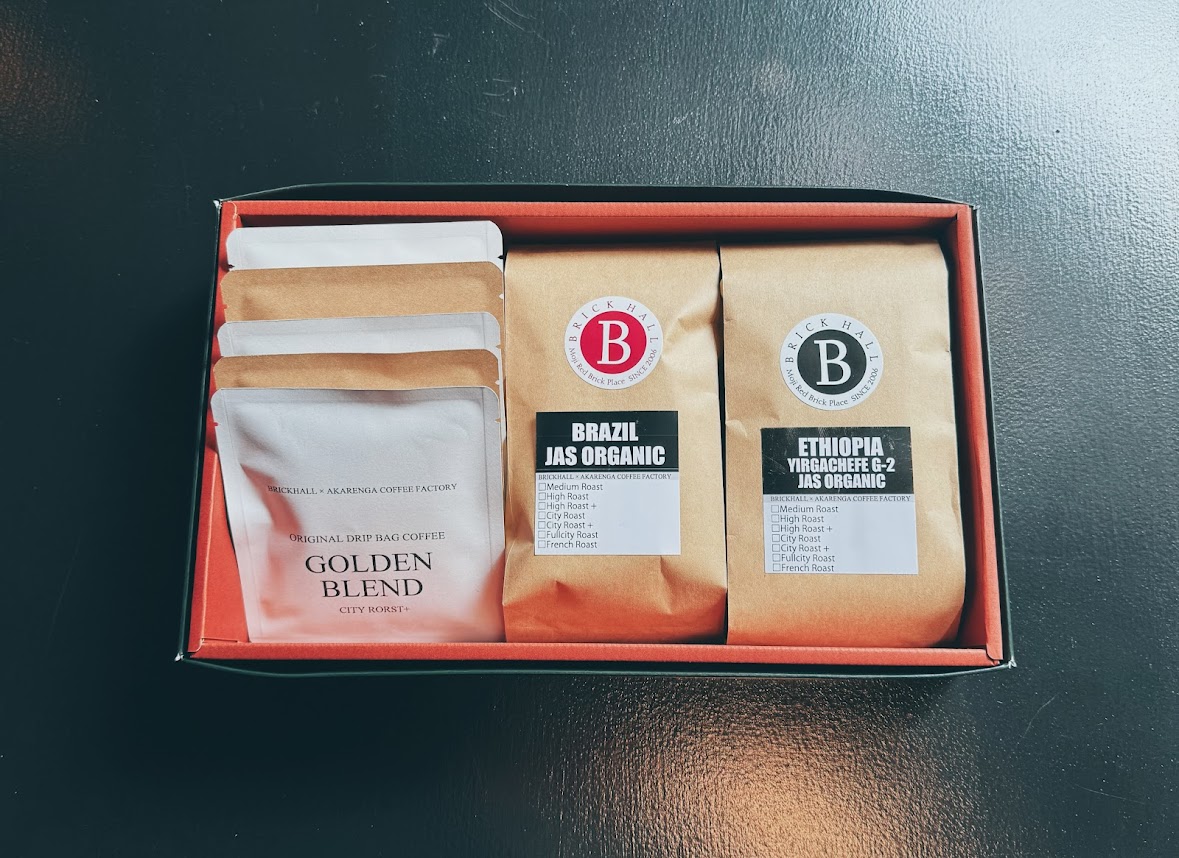 BRICKHALL × AKARENGA COFFEE FACTORY
ORIGINAL DRIP BAG COFFEE
GOLDEN
BLEND
CITY RORST+
BRICK HALL
B
Moji Red Brick Place SINCE 2006
BRAZIL
JAS ORGANIC
BRICKHALL × AKARENGA COFFEE FACTORY
☐Medium Roast
☐High Roast
☐High Roast +
☐City Roast
☐City Roast +
☐Fullcity Roast
☐French Roast
BRICK HALL
B
Moji Red Brick Place SINCE 2006
ETHIOPIA
YIRGACHEFE G-2
JAS ORGANIC
BRICKHALL × AKARENGA COFFEE FACTORY
☐Medium Roast
☐High Roast
☐High Roast +
☐City Roast
☐City Roast +
☐Fullcity Roast
☐French Roast